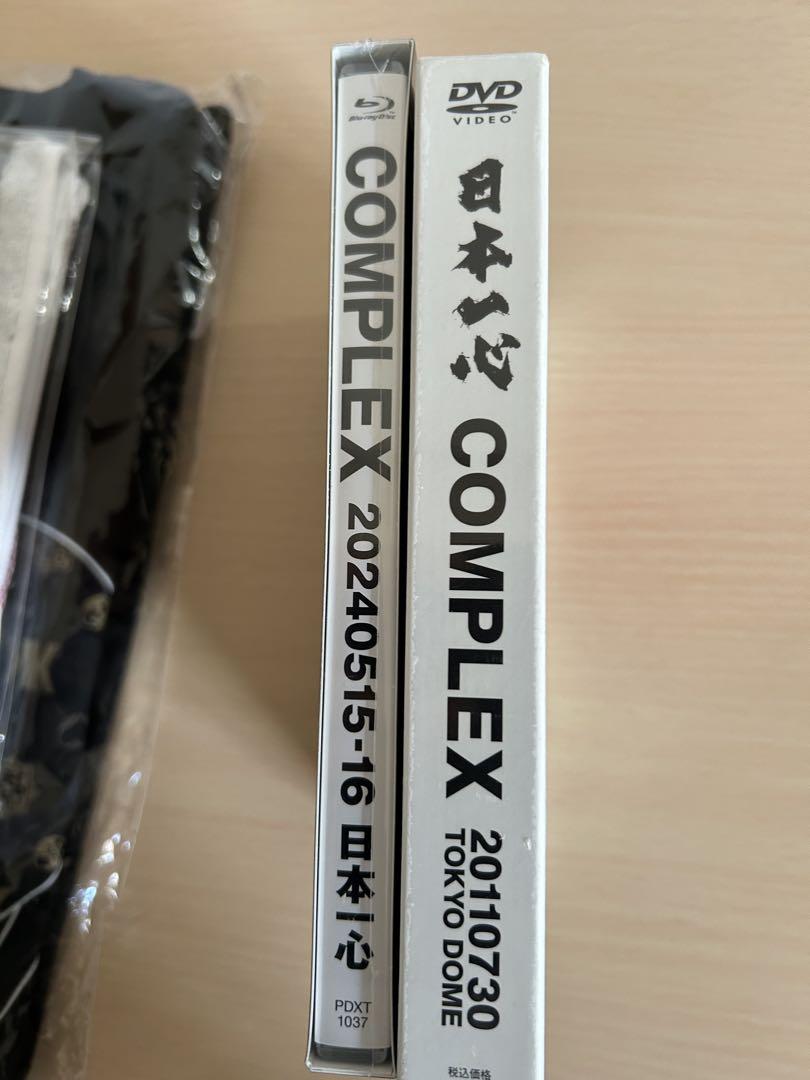 Blu-ray Disc
COMPLEX 20240515-16 日本一心
PDXT
1037
DVD
VIDEO
日本一心 COMPLEX 20110730
TOKYO DOME
税込価格